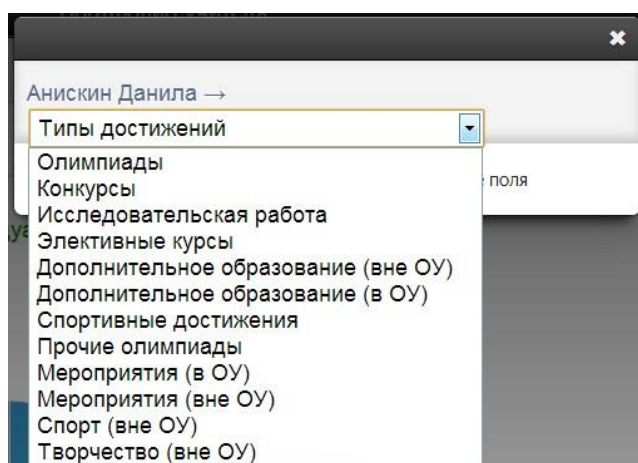 Анискин Данила →
Типы достижений
Олимпиады
Конкурсы
поля
Исследовательская работа
Элективные курсы
Дополнительное образование (вне ОУ)
Дополнительное образование (в ОУ)
Спортивные достижения
Прочие олимпиады
Мероприятия (в ОУ)
Мероприятия (вне ОУ)
Спорт (вне ОУ)
Творчество (вне ОУ)